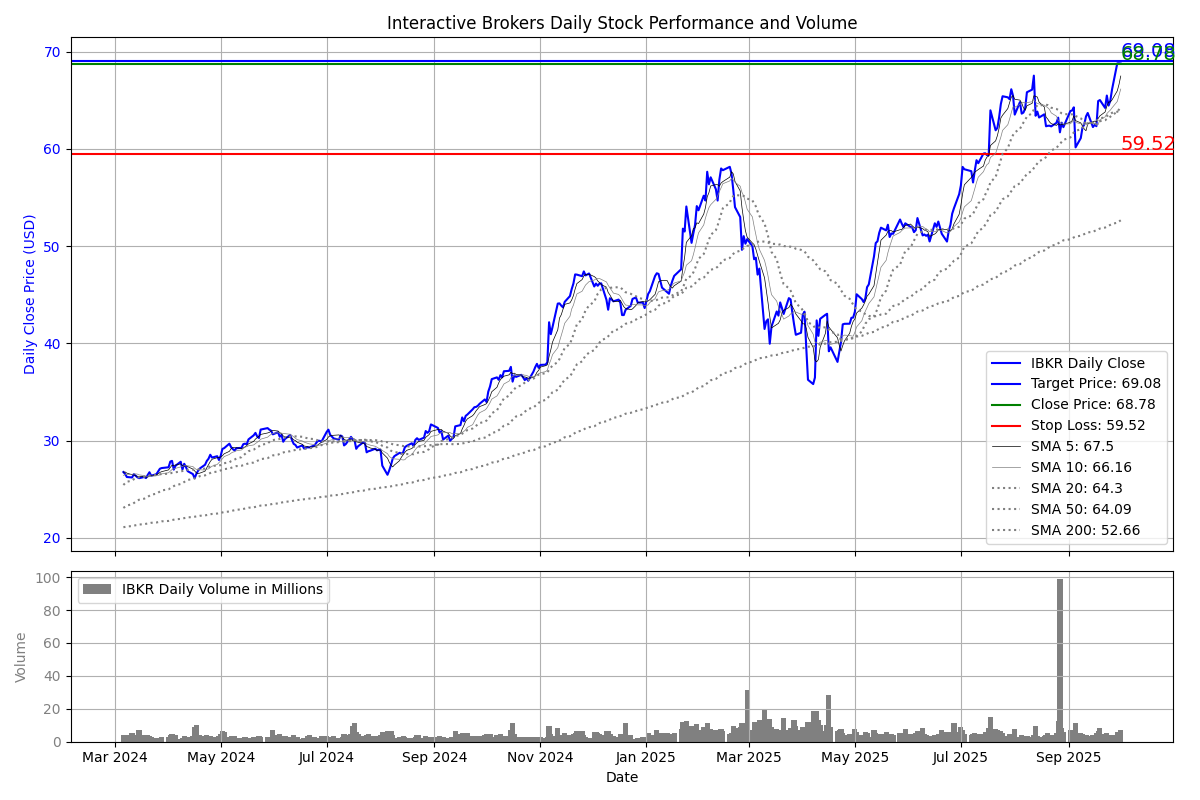 Interactive Brokers Daily Stock Performance and Volume
Daily Close Price (USD)
70
60
50
40
30
20
69.08
68.78
59.52
IBKR Daily Close
Target Price: 69.08
Close Price: 68.78
Stop Loss: 59.52
SMA 5: 67.5
SMA 10: 66.16
SMA 20: 64.3
SMA 50: 64.09
SMA 200: 52.66
Volume
100
80
60
40
20
0
IBKR Daily Volume in Millions
Mar 2024 May 2024 Jul 2024 Sep 2024 Nov 2024 Jan 2025 Mar 2025 May 2025 Jul 2025 Sep 2025
Date